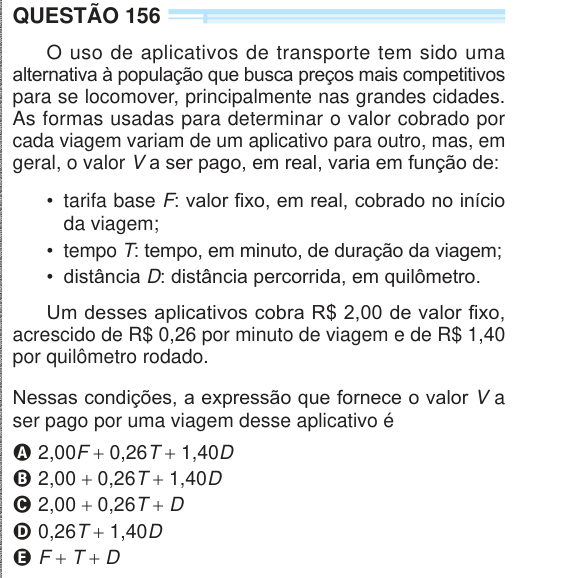 QUESTÃO 156
O uso de aplicativos de transporte tem sido uma
alternativa à população que busca preços mais competitivos
para se locomover, principalmente nas grandes cidades.
As formas usadas para determinar o valor cobrado por
cada viagem variam de um aplicativo para outro, mas, em
geral, o valor V a ser pago, em real, varia em função de:
• tarifa base F: valor fixo, em real, cobrado no início
da viagem;
• tempo T: tempo, em minuto, de duração da viagem;
• distância D: distância percorrida, em quilômetro.
Um desses aplicativos cobra R$ 2,00 de valor fixo,
acrescido de R$ 0,26 por minuto de viagem e de R$ 1,40
por quilômetro rodado.
Nessas condições, a expressão que fornece o valor V a
ser pago por uma viagem desse aplicativo é
A 2,00F + 0,26T + 1,40D
B 2,00 + 0,26T + 1,40D
C 2,00 + 0,26T + D
D 0,26T + 1,40D
E F + T + D